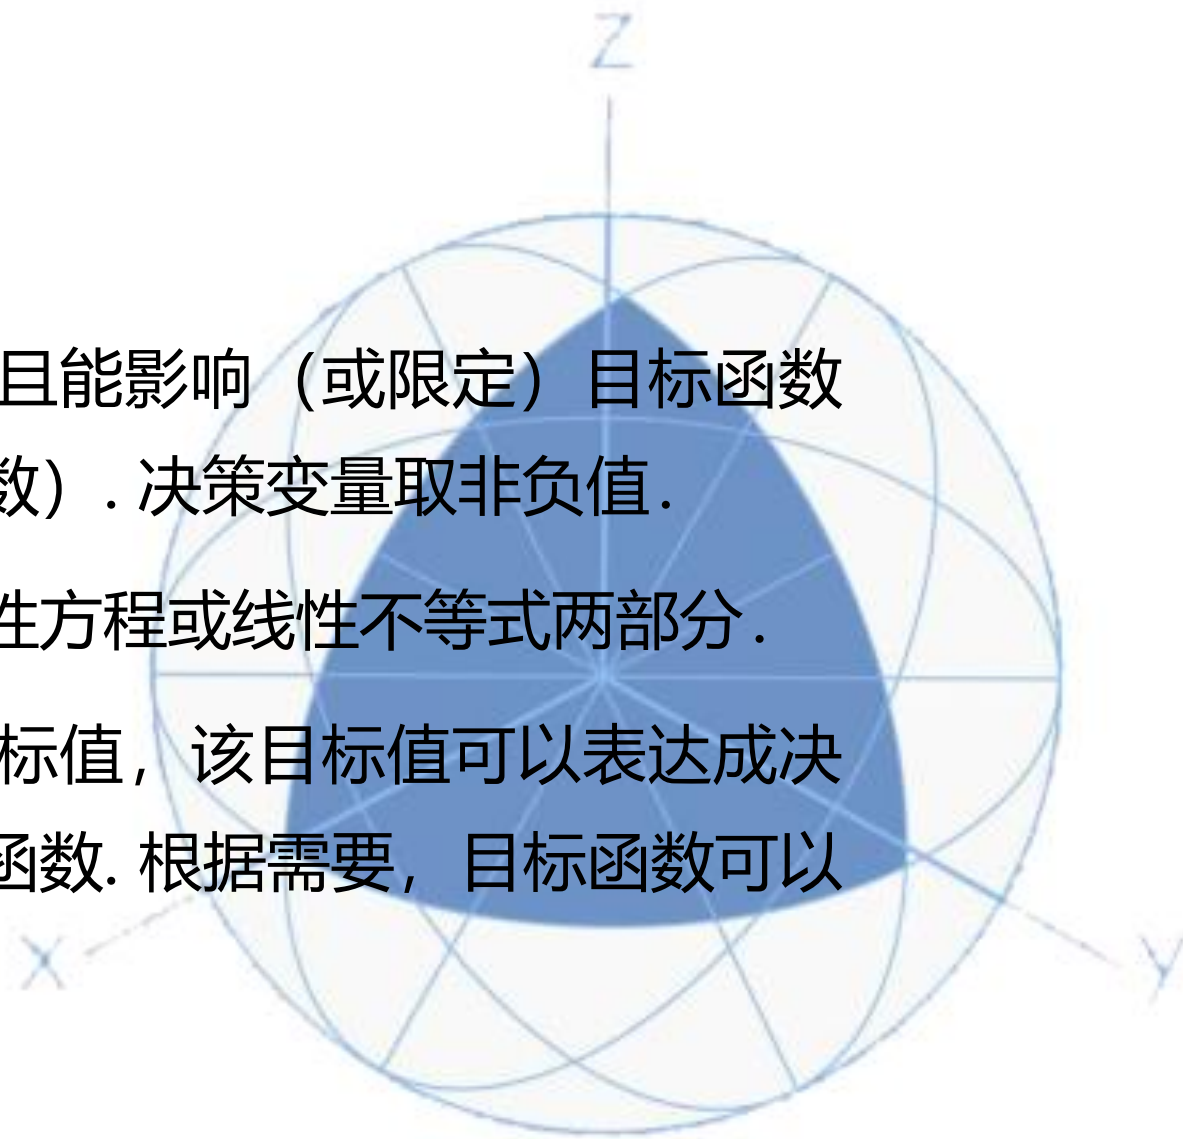 Z
且能影响（或限定）目标函数
数）. 决策变量取非负值.
性方程或线性不等式两部分.
标值，该目标值可以表达成决
函数. 根据需要，目标函数可以
X
y